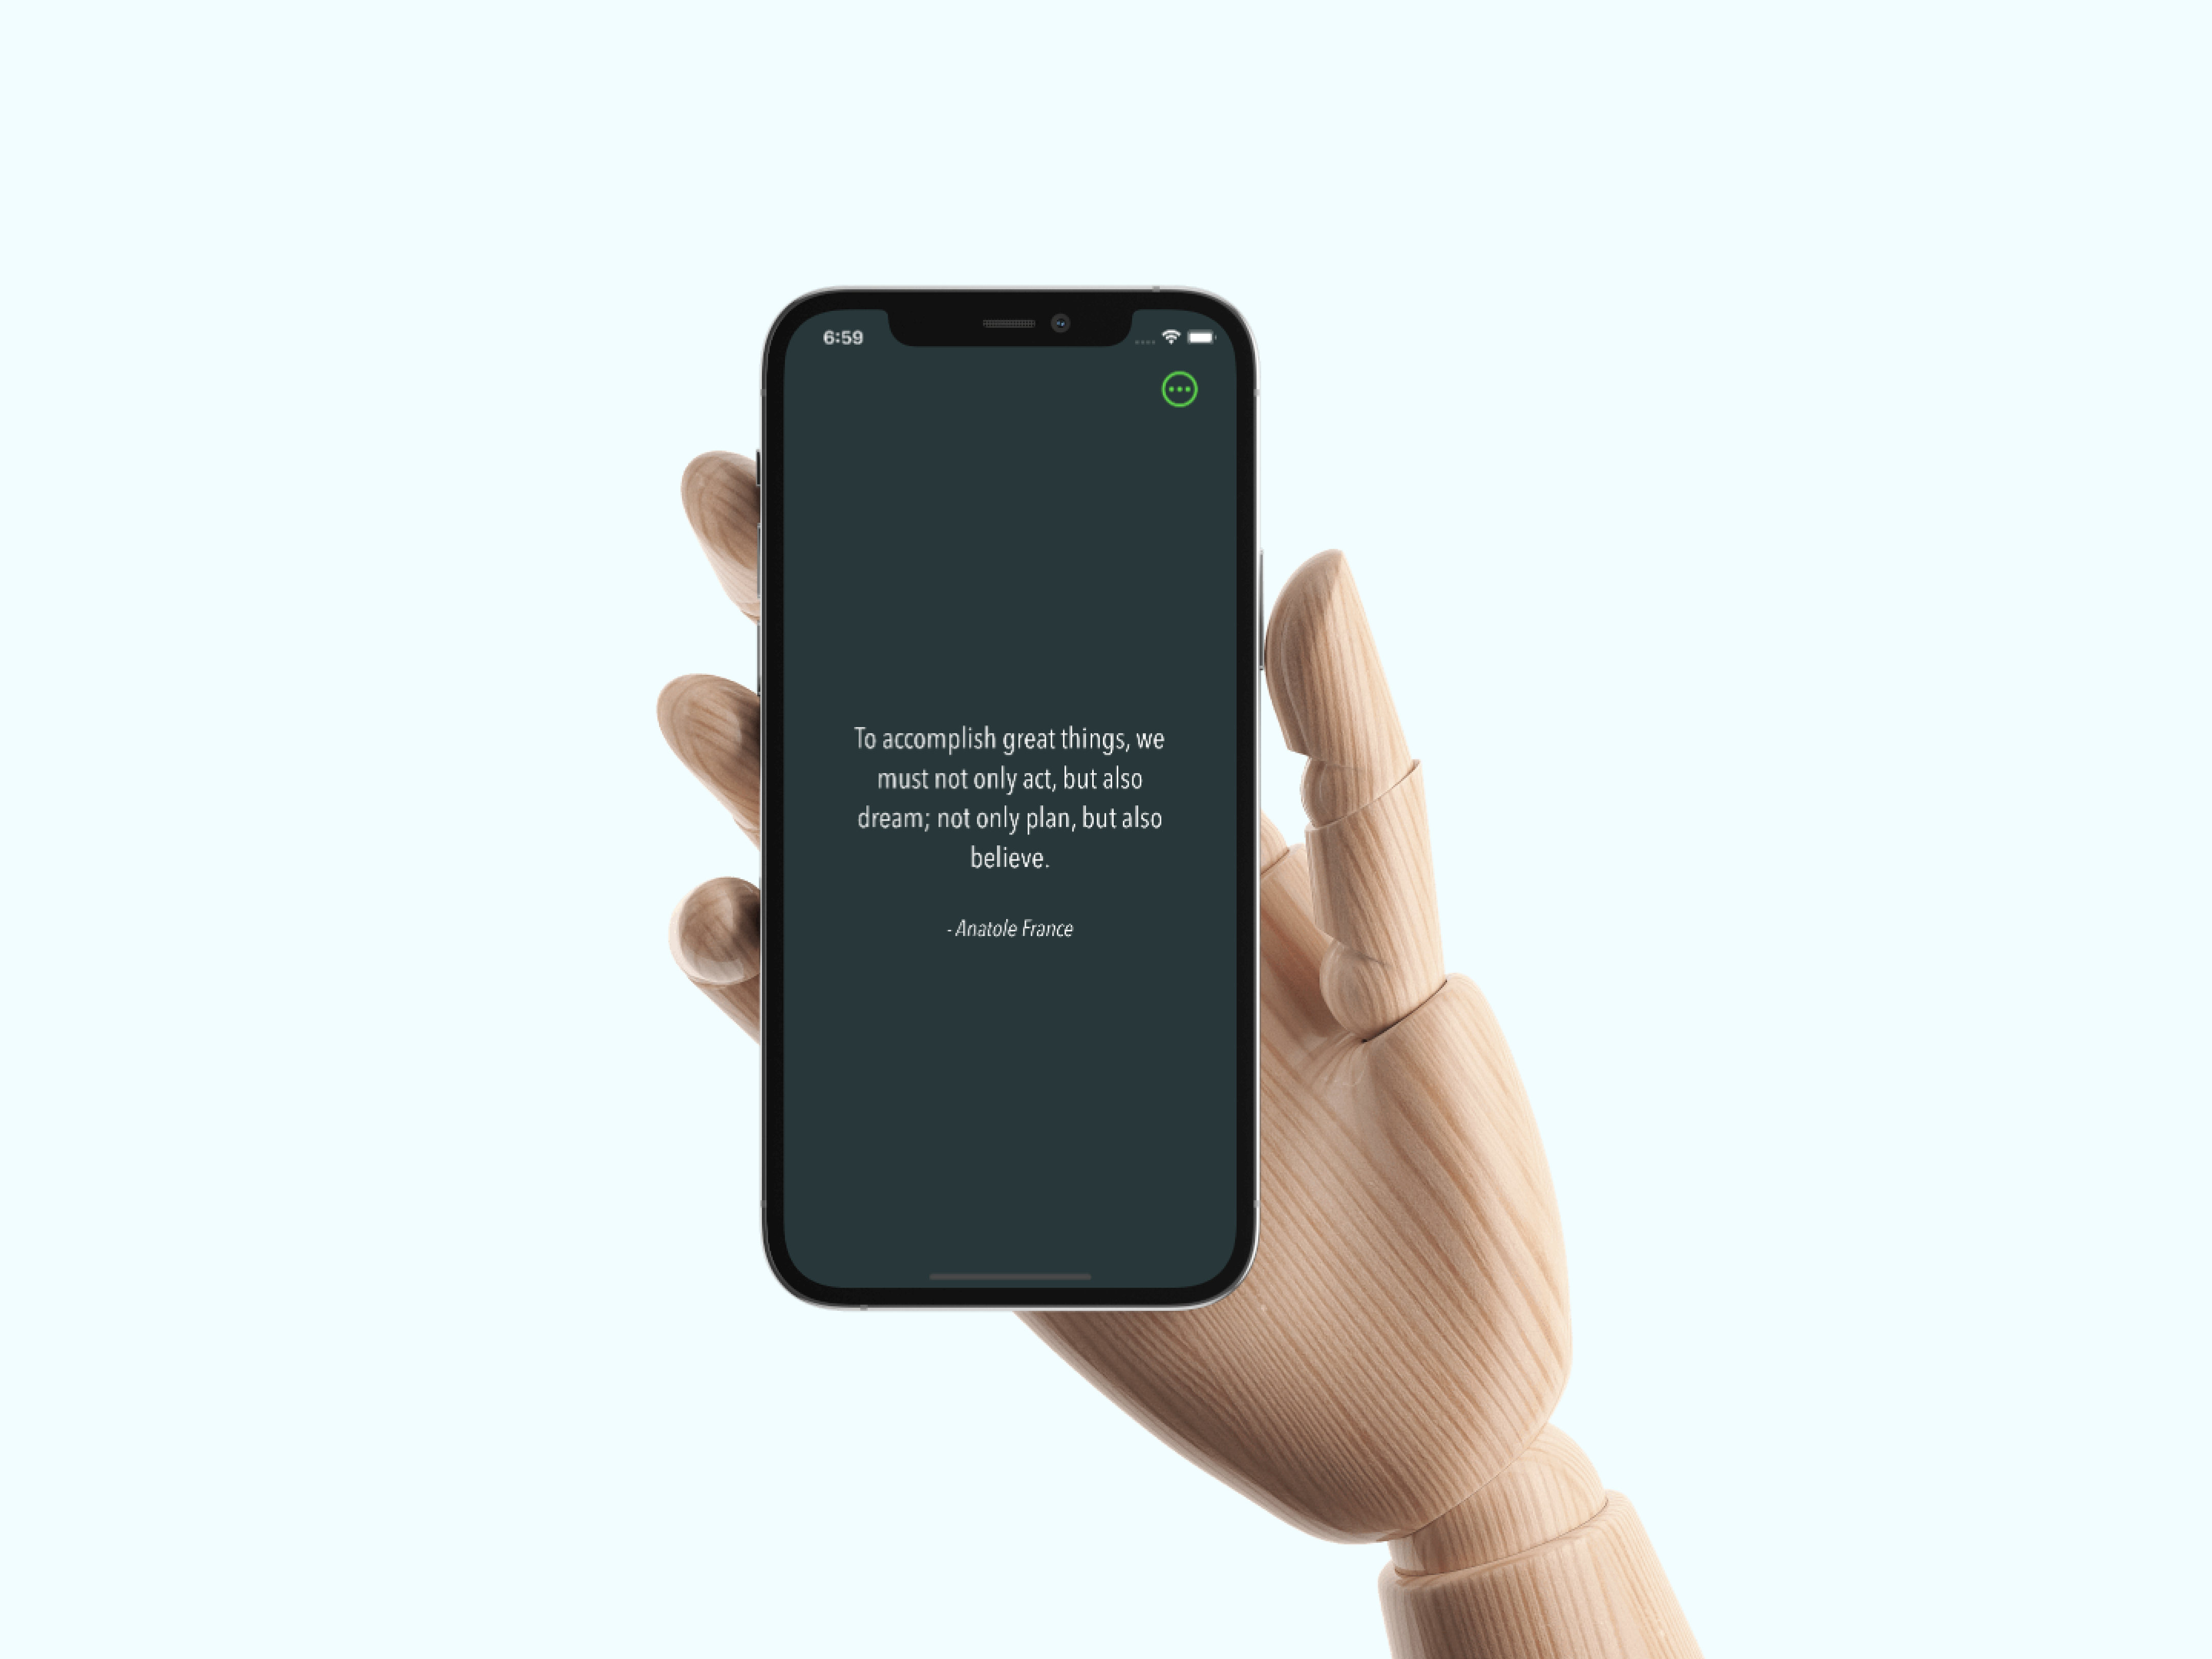 6:59
To accomplish great things, we
must not only act, but also
dream; not only plan, but also
believe.
- Anatole France